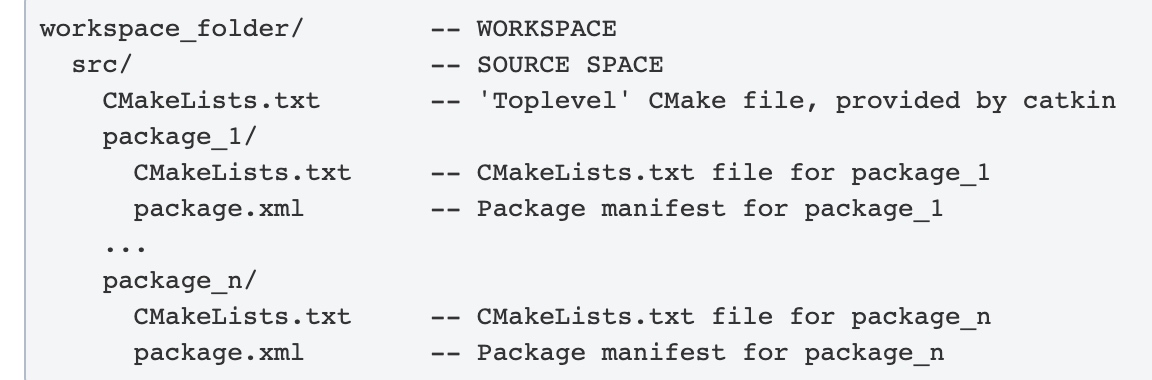 workspace_folder/        -- WORKSPACE
  src/                   -- SOURCE SPACE
    CMakeLists.txt       -- 'Toplevel' CMake file, provided by catkin
    package_1/
      CMakeLists.txt     -- CMakeLists.txt file for package_1
      package.xml        -- Package manifest for package_1
    ...
    package_n/
      CMakeLists.txt     -- CMakeLists.txt file for package_n
      package.xml        -- Package manifest for package_n